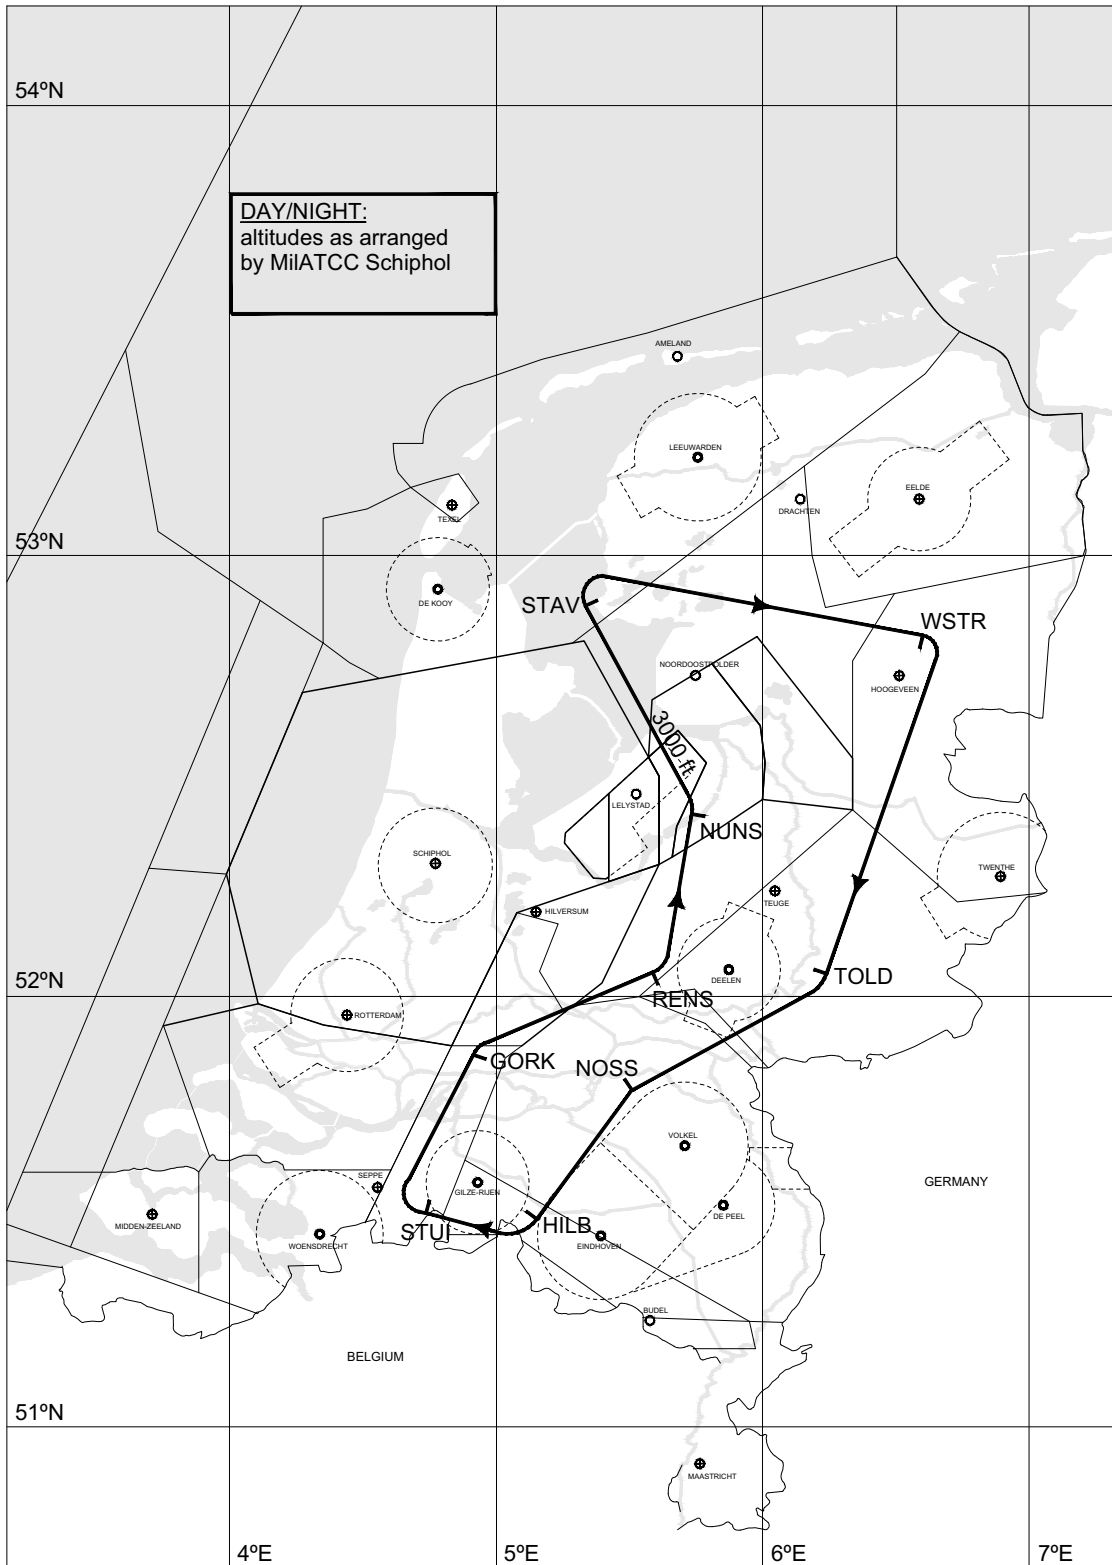 54ºN
DAY/NIGHT:
altitudes as arranged
by MilATCC Schiphol
AMELAND
LEEUWARDEN
EELDE
DRACHTEN
TEXEL
53ºN
DE KOOY
STAV
WSTR
NOORDOOSTPOLDER
HOOGEVEEN
3000 ft.
LELYSTAD
NUNS
SCHIPHOL
TWENTHE
TEUGE
HILVERSUM
DEELEN
TOLD
52ºN
RENS
ROTTERDAM
GORK
NOSS
VOLKEL
SEPPE
GILZE-RIJEN
GERMANY
MIDDEN-ZEELAND
DE PEEL
STUI
HILB
WOENSDRECHT
EINDHOVEN
BUDEL
BELGIUM
51ºN
MAASTRICHT
4ºE
5ºE
6ºE
7ºE